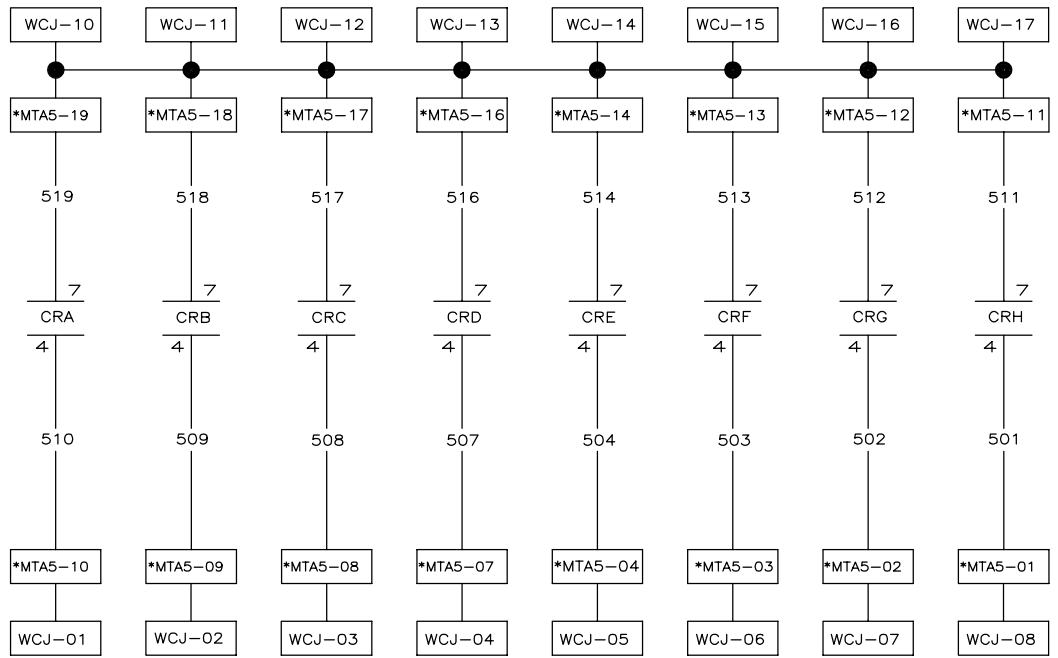 WCJ-10 WCJ-11 WCJ-12 WCJ-13 WCJ-14 WCJ-15 WCJ-16 WCJ-17
*MTA5-19 *MTA5-18 *MTA5-17 *MTA5-16 *MTA5-14 *MTA5-13 *MTA5-12 *MTA5-11
519 518 517 516 514 513 512 511
7 7 7 7 7 7 7 7
CRA CRB CRC CRD CRE CRF CRG CRH
4 4 4 4 4 4 4 4
510 509 508 507 504 503 502 501
*MTA5-10 *MTA5-09 *MTA5-08 *MTA5-07 *MTA5-04 *MTA5-03 *MTA5-02 *MTA5-01
WCJ-01 WCJ-02 WCJ-03 WCJ-04 WCJ-05 WCJ-06 WCJ-07 WCJ-08